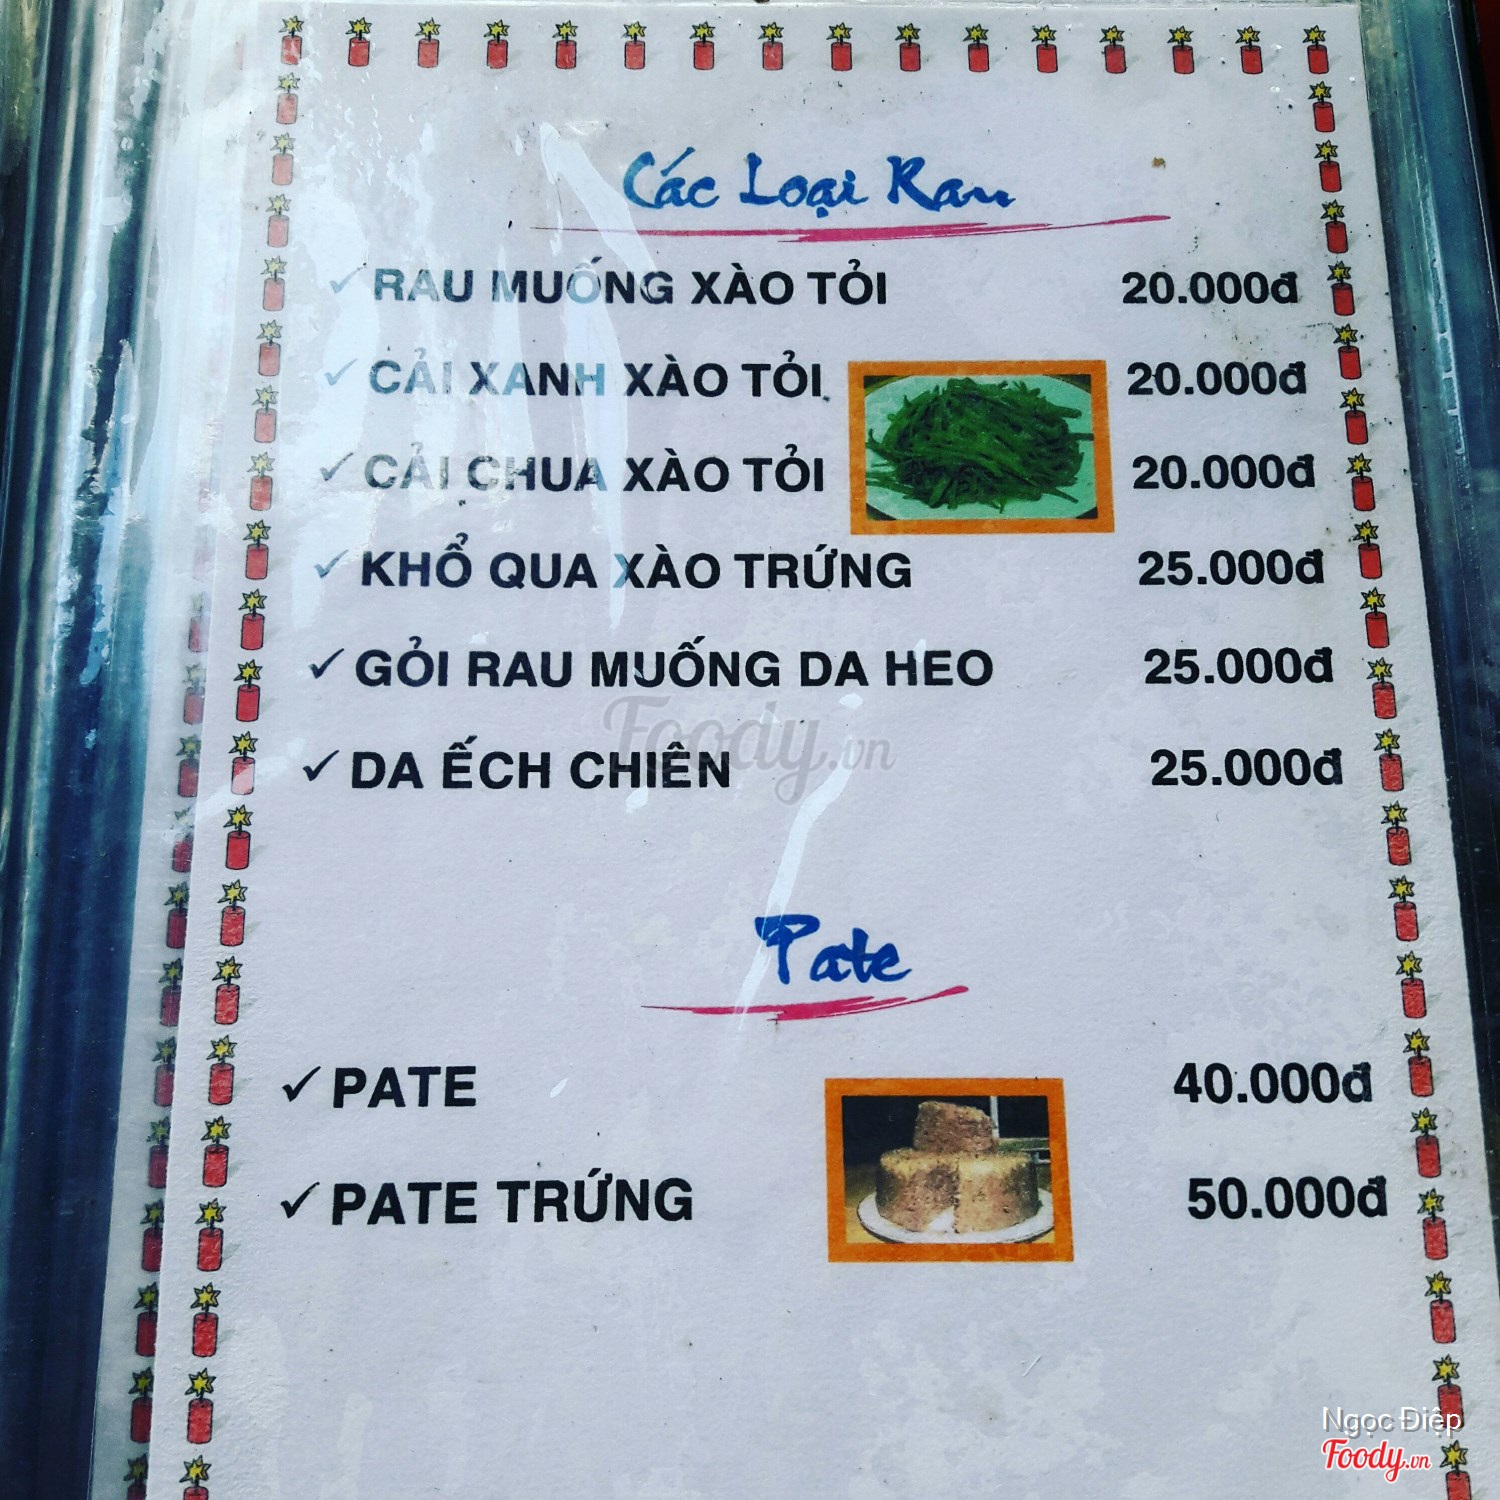 Các Loại Rau
✓ RAU MUỐNG XÀO TỎI 20.000đ
✓ CẢI XANH XÀO TỎI 20.000đ
✓ CẢI CHUA XÀO TỎI 20.000đ
✓ KHỔ QUA XÀO TRỨNG 25.000đ
✓ GỎI RAU MUỐNG DA HEO 25.000đ
✓ DA ẾCH CHIÊN 25.000đ
Foody.vn
Pate
✓ PATE 40.000đ
✓ PATE TRỨNG 50.000đ
Ngọc Điệp
Foody.vn